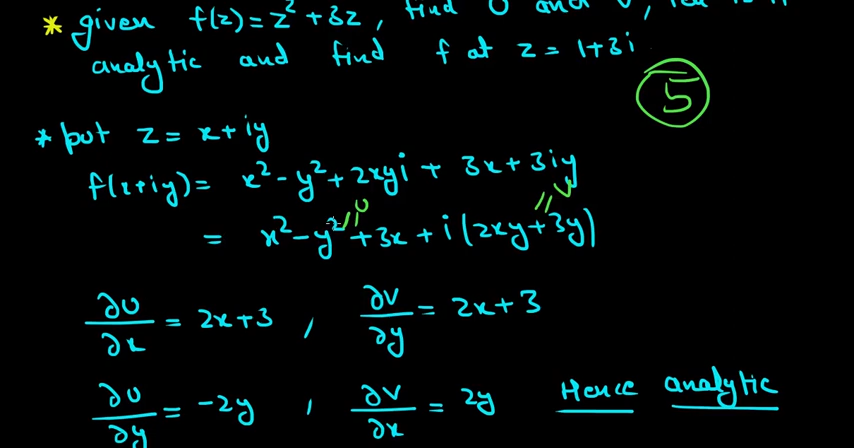 * given f(z) = z² + 3z, find U and V,
analytic and find f at z = 1+3i
5
* put z = x + iy
f(x+iy) = x² - y² + 2xyi + 3x + 3iy
= x² - y² + 3x + i(2xy + 3y)
U
V
∂U/∂x = 2x+3, ∂V/∂y = 2x+3
∂U/∂y = -2y, ∂V/∂x = 2y Hence analytic